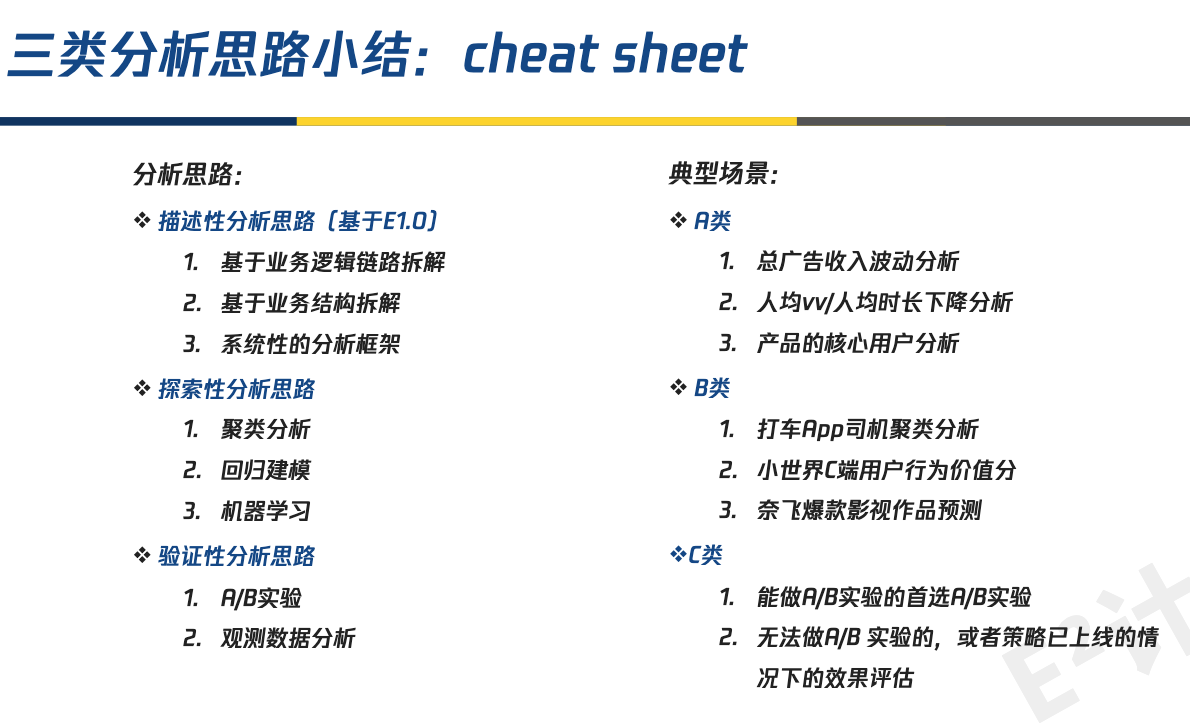 三类分析思路小结：cheat sheet
分析思路：
❖ 描述性分析思路（基于E1.0）
1. 基于业务逻辑链路拆解
2. 基于业务结构拆解
3. 系统性的分析框架
❖ 探索性分析思路
1. 聚类分析
2. 回归建模
3. 机器学习
❖ 验证性分析思路
1. A/B实验
2. 观测数据分析
典型场景：
❖ A类
1. 总广告收入波动分析
2. 人均vv/人均时长下降分析
3. 产品的核心用户分析
❖ B类
1. 打车App司机聚类分析
2. 小世界C端用户行为价值分
3. 奈飞爆款影视作品预测
❖C类
1. 能做A/B实验的首选A/B实验
2. 无法做A/B 实验的，或者策略已上线的情
况下的效果评估
E²计